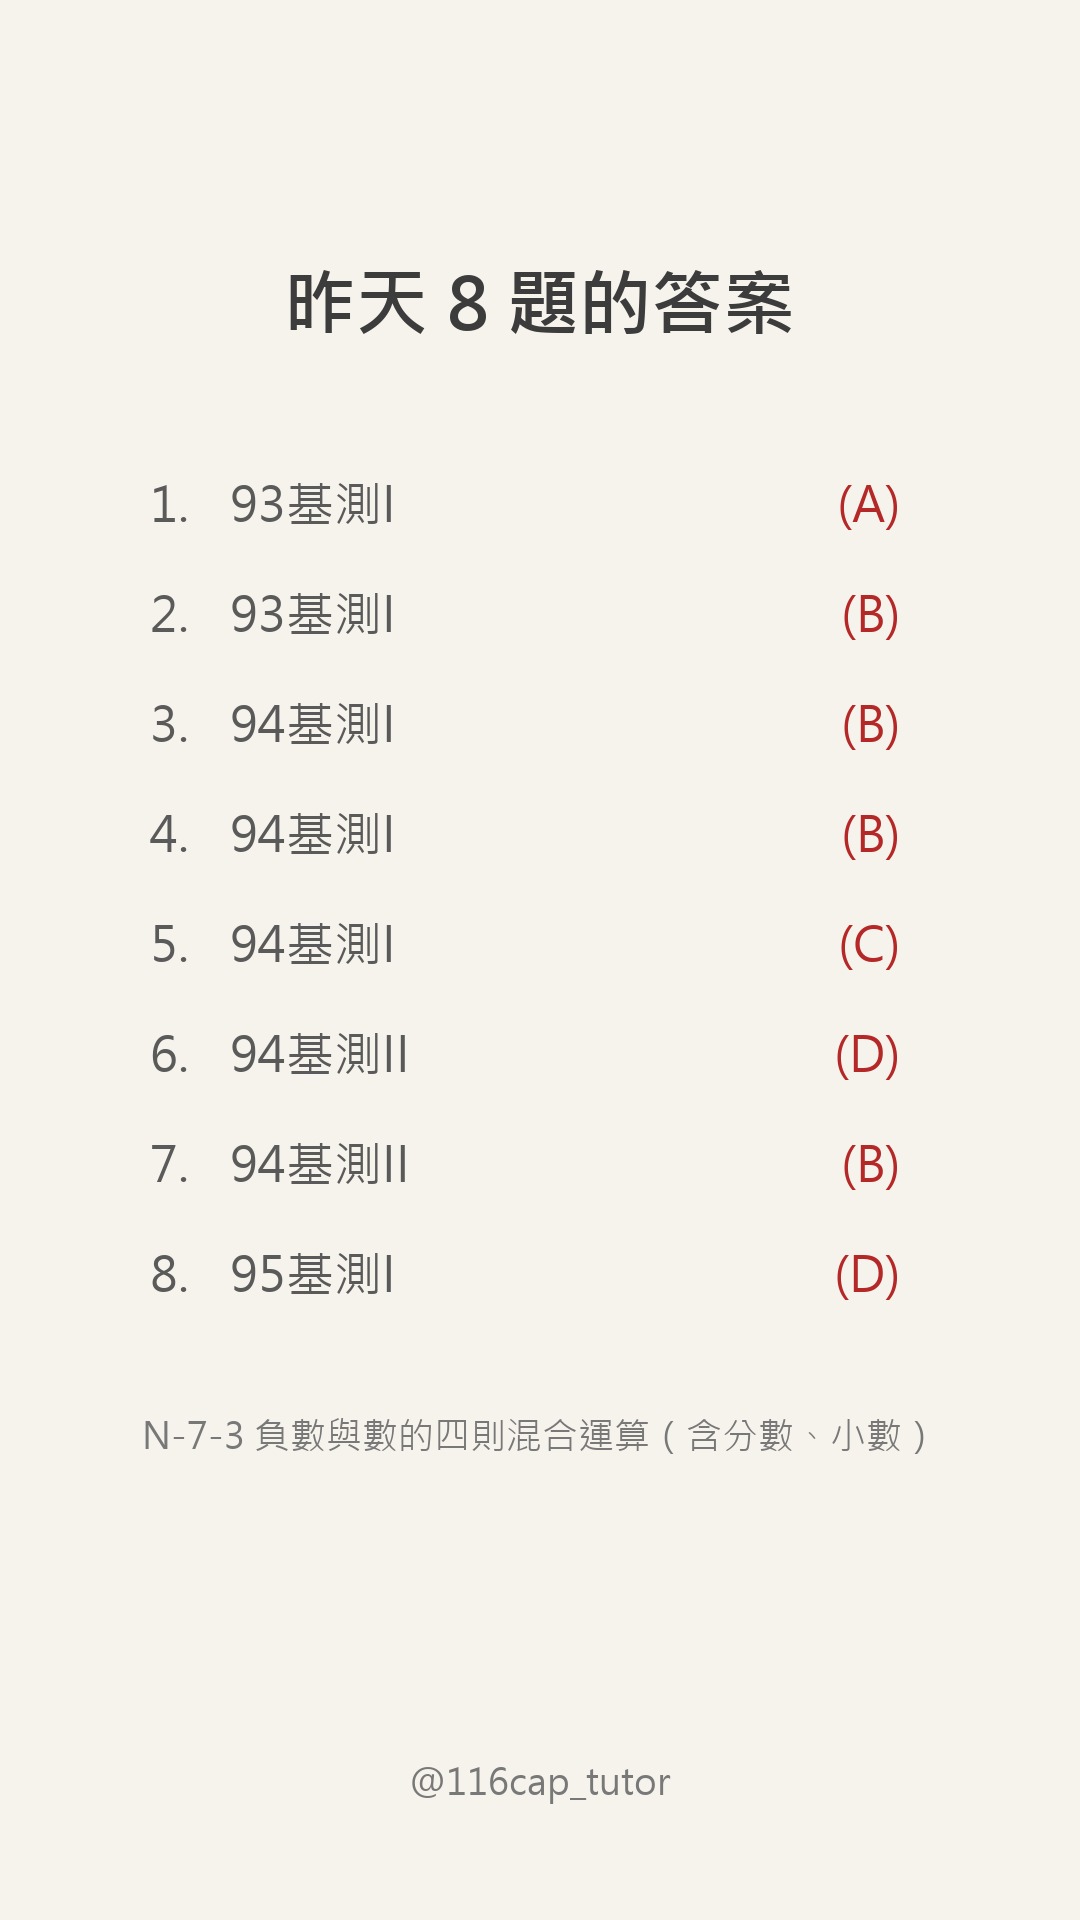 昨天 8 題的答案
1. 93基測I (A)
2. 93基測I (B)
3. 94基測I (B)
4. 94基測I (B)
5. 94基測I (C)
6. 94基測II (D)
7. 94基測II (B)
8. 95基測I (D)
N-7-3 負數與數的四則混合運算（含分數、小數）
@116cap_tutor